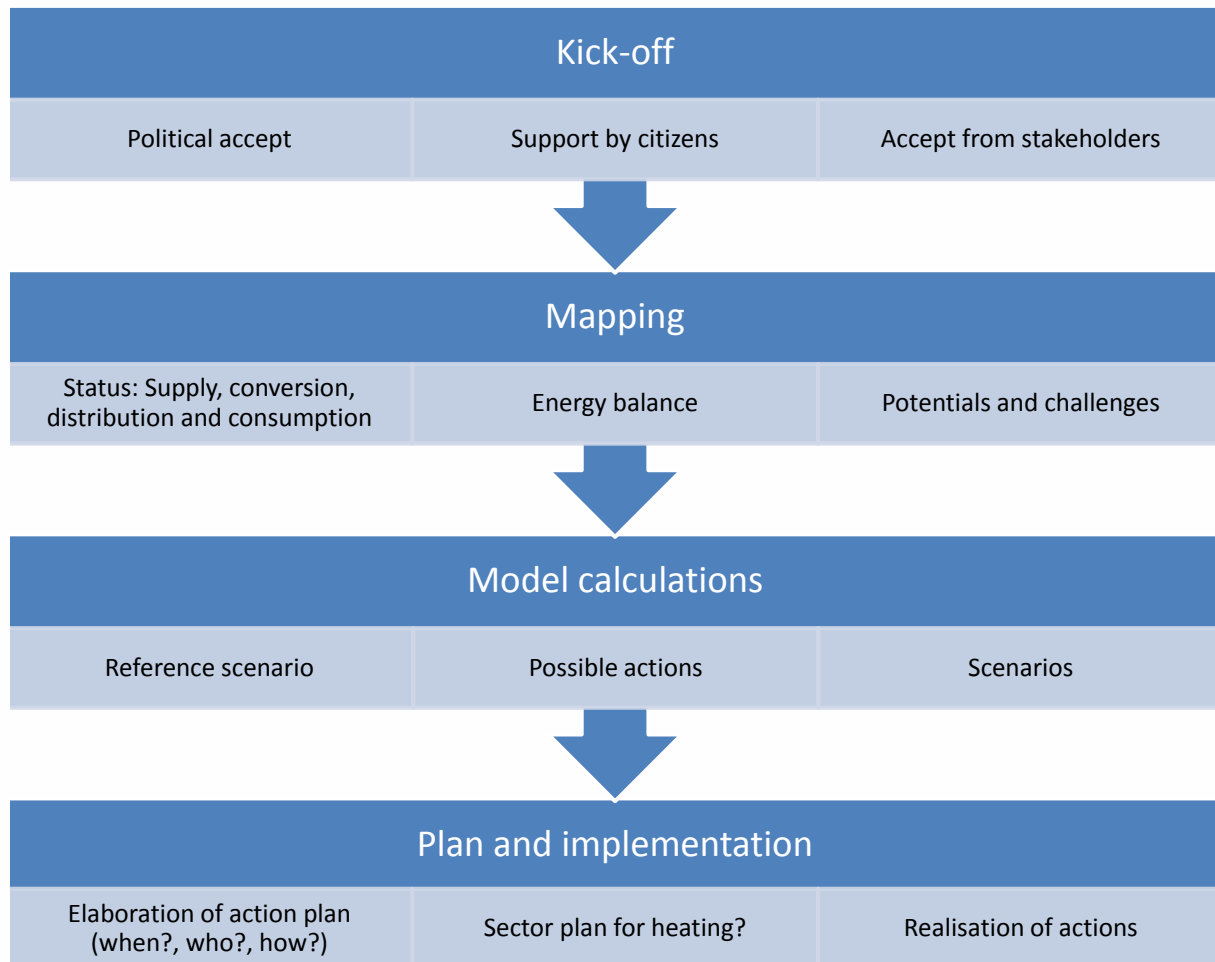 Kick-off
Political accept
Support by citizens
Accept from stakeholders
Mapping
Status: Supply, conversion,
distribution and consumption
Energy balance
Potentials and challenges
Model calculations
Reference scenario
Possible actions
Scenarios
Plan and implementation
Elaboration of action plan
(when?, who?, how?)
Sector plan for heating?
Realisation of actions